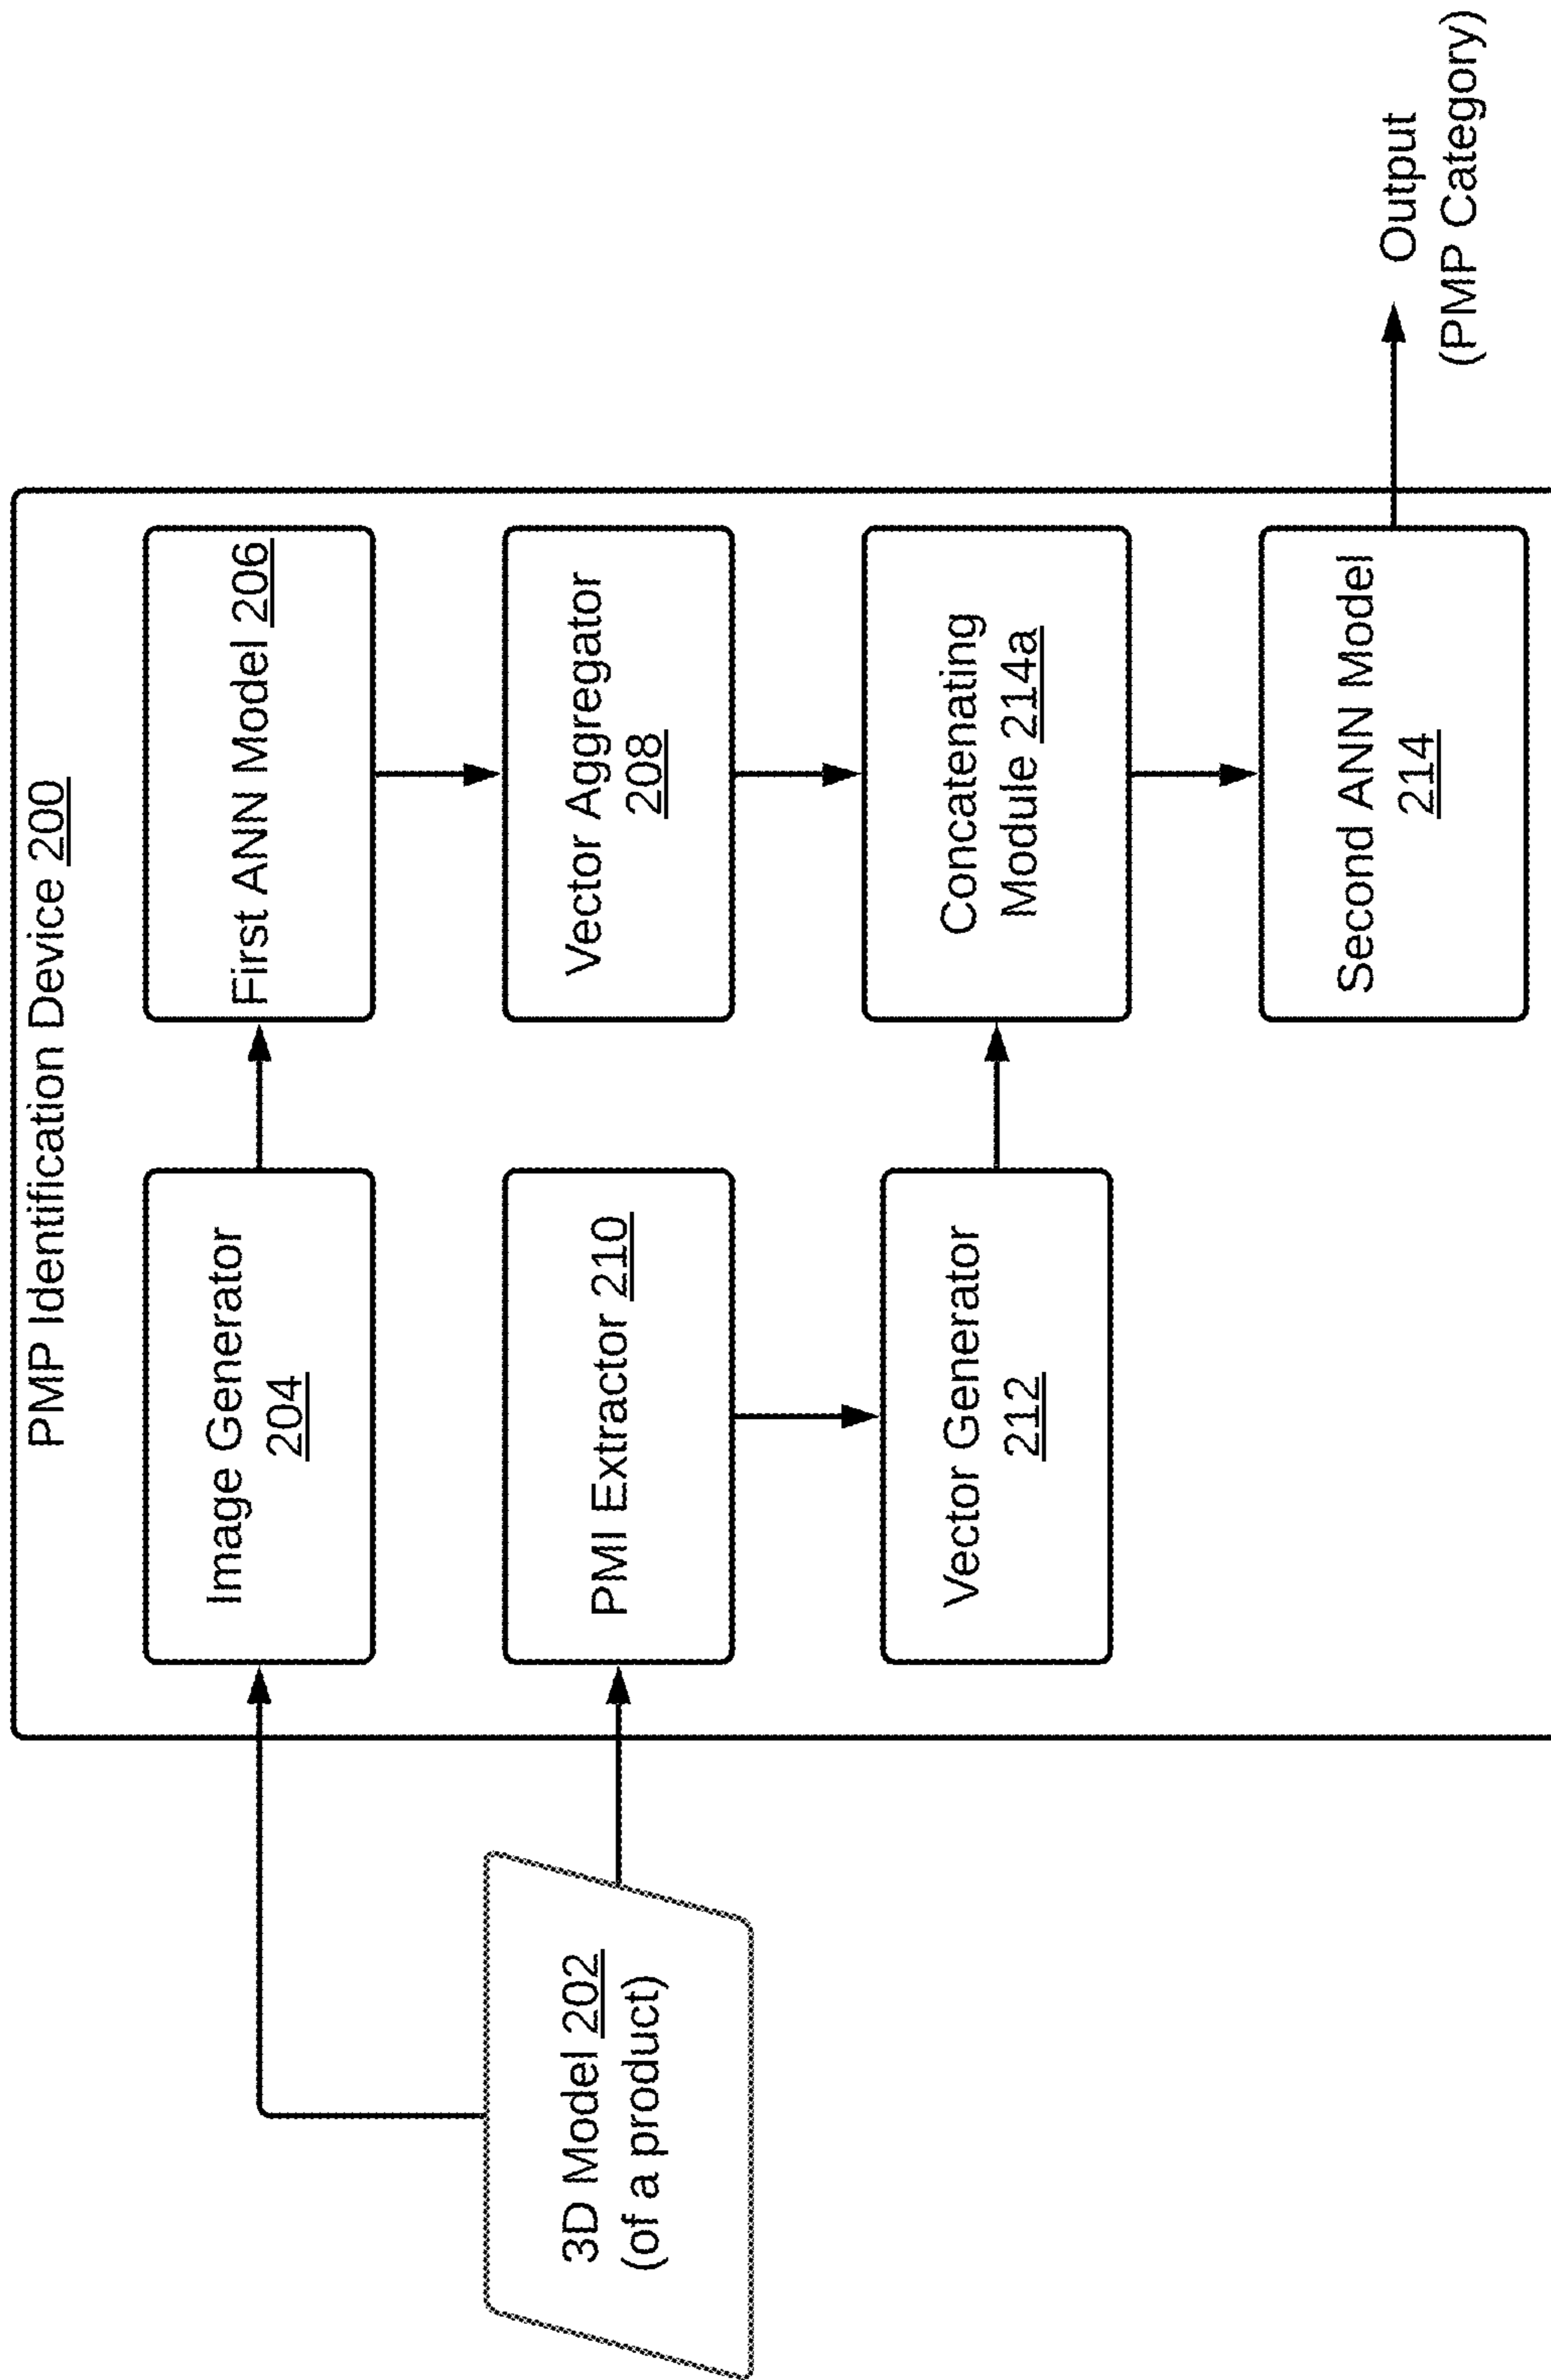 PMP Identification Device 200
Image Generator
204
First ANN Model 206
3D Model 202
(of a product)
PMI Extractor 210
Vector Aggregator
208
Vector Generator
212
Concatenating
Module 214a
Second ANN Model
214
Output
(PMP Category)